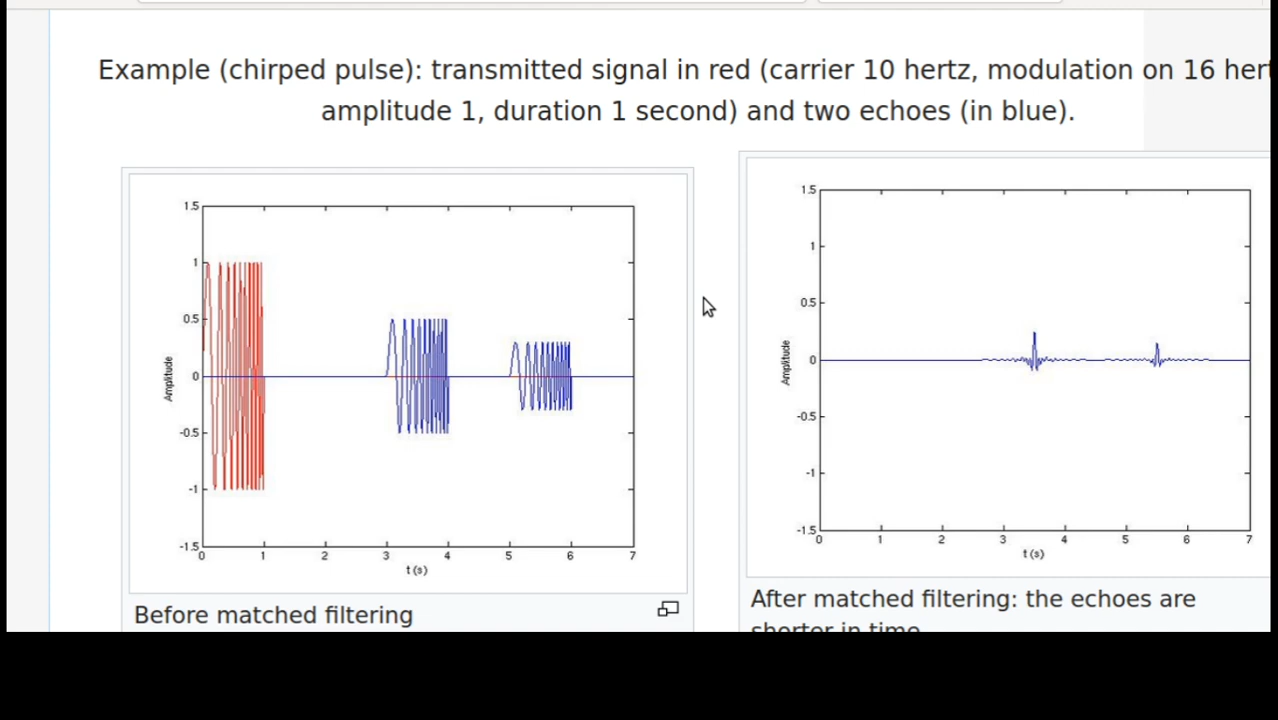 Example (chirped pulse): transmitted signal in red (carrier 10 hertz, modulation on 16 hert
amplitude 1, duration 1 second) and two echoes (in blue).
1.5
1
0.5
0
-0.5
-1
-1.5
Amplitude
0 1 2 3 4 5 6 7
t (s)
Before matched filtering
1.5
1
0.5
0
-0.5
-1
-1.5
Amplitude
0 1 2 3 4 5 6 7
t (s)
After matched filtering: the echoes are
shorter in time